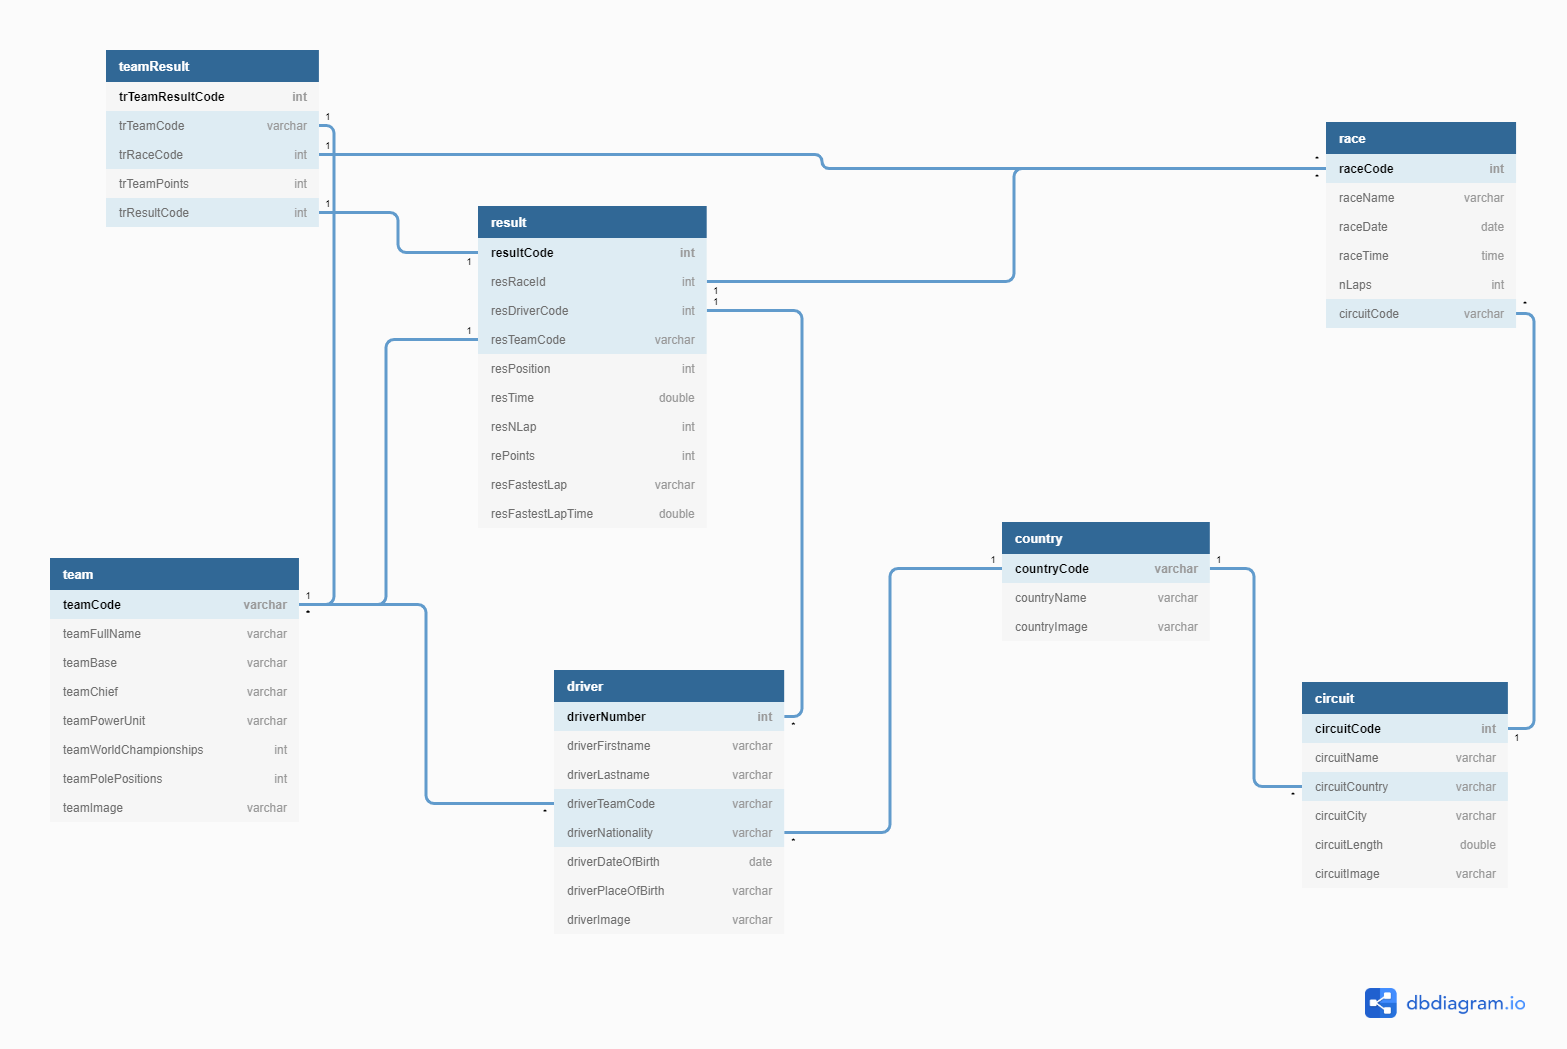 teamResult
trTeamResultCode int
1
trTeamCode varchar
1
trRaceCode int
trTeamPoints int
1
trResultCode int
race
*
raceCode int
*
raceName varchar
raceDate date
raceTime time
nLaps int
*
circuitCode varchar
result
resultCode int
1
resRaceId int
1
1
resDriverCode int
1
resTeamCode varchar
resPosition int
resTime double
resNLap int
rePoints int
resFastestLap varchar
resFastestLapTime double
team
1
teamCode varchar
*
teamFullName varchar
teamBase varchar
teamChief varchar
teamPowerUnit varchar
teamWorldChampionships int
teamPolePositions int
teamImage varchar
country
1
1
countryCode varchar
countryName varchar
countryImage varchar
driver
driverNumber int
*
driverFirstname varchar
driverLastname varchar
driverTeamCode varchar
*
driverNationality varchar
*
driverDateOfBirth date
driverPlaceOfBirth varchar
driverImage varchar
circuit
circuitCode int
1
circuitName varchar
circuitCountry varchar
*
circuitCity varchar
circuitLength double
circuitImage varchar
dbdiagram.io